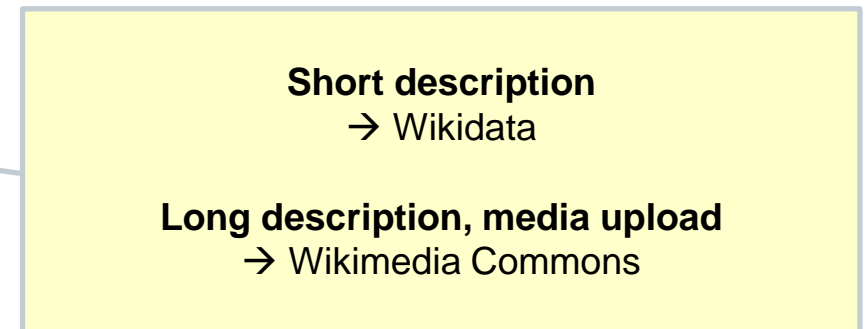 Short description
→ Wikidata
Long description, media upload
→ Wikimedia Commons